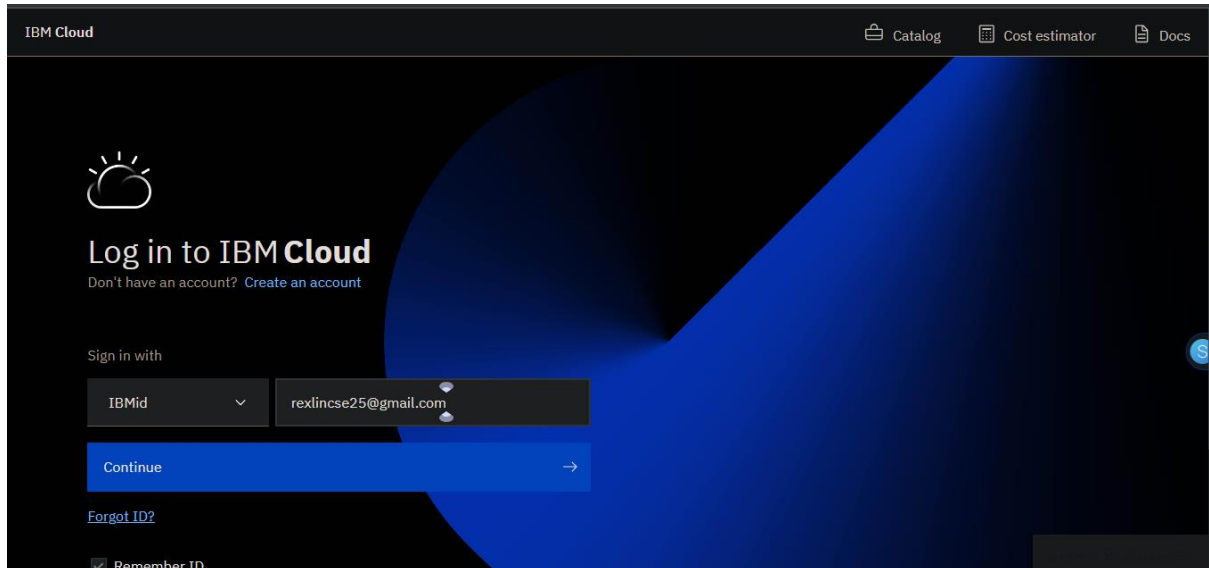 IBM Cloud Catalog Cost estimator Docs
Log in to IBM Cloud
Don't have an account? Create an account
Sign in with
IBMid rexlincse25@gmail.com
Continue
Forgot ID?
Remember ID
S